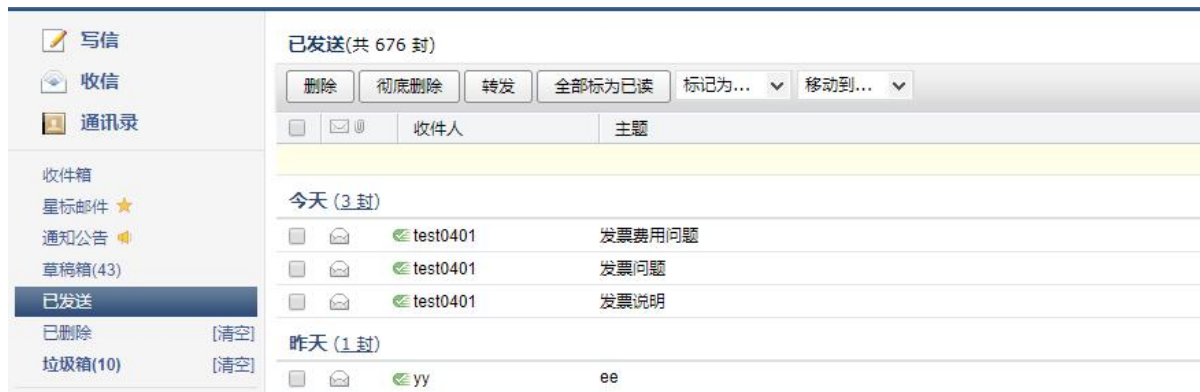 写信
收信
通讯录
收件箱
星标邮件
通知公告
草稿箱(43)
已发送
已删除 [清空]
垃圾箱(10) [清空]
已发送(共 676 封)
删除 彻底删除 转发 全部标为已读 标记为... 移动到...
收件人 主题
今天 (3 封)
test0401 发票费用问题
test0401 发票问题
test0401 发票说明
昨天 (1 封)
yy ee